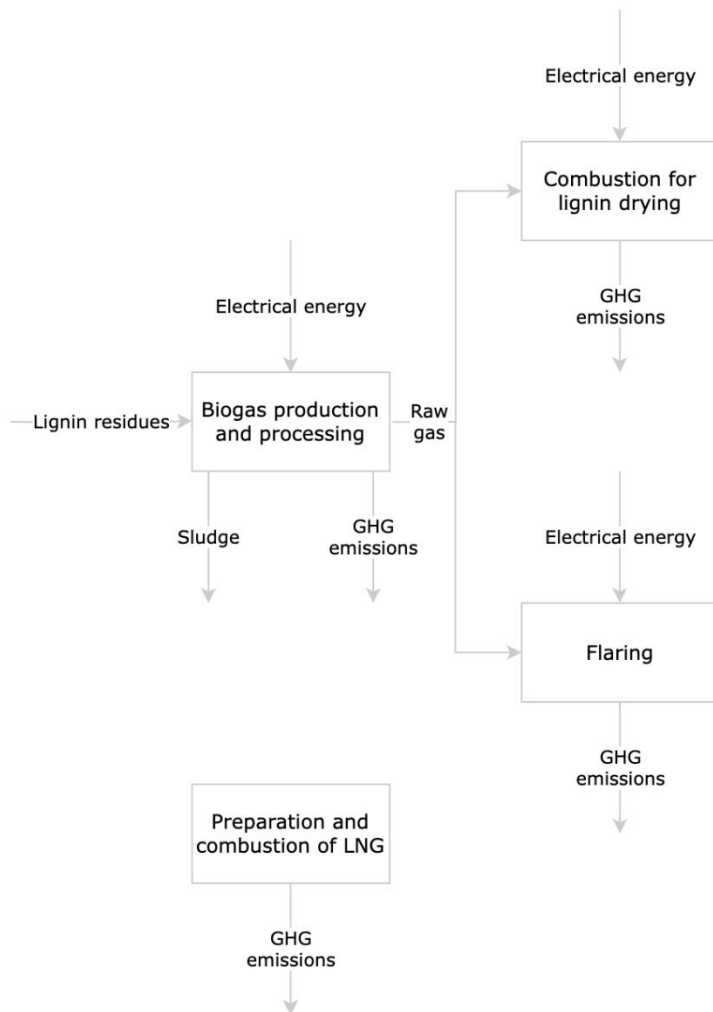 Electrical energy
Combustion for
lignin drying
GHG
emissions
Electrical energy
Lignin residues
Biogas production
and processing
Raw
gas
Sludge
GHG
emissions
Electrical energy
Flaring
GHG
emissions
Preparation and
combustion of LNG
GHG
emissions